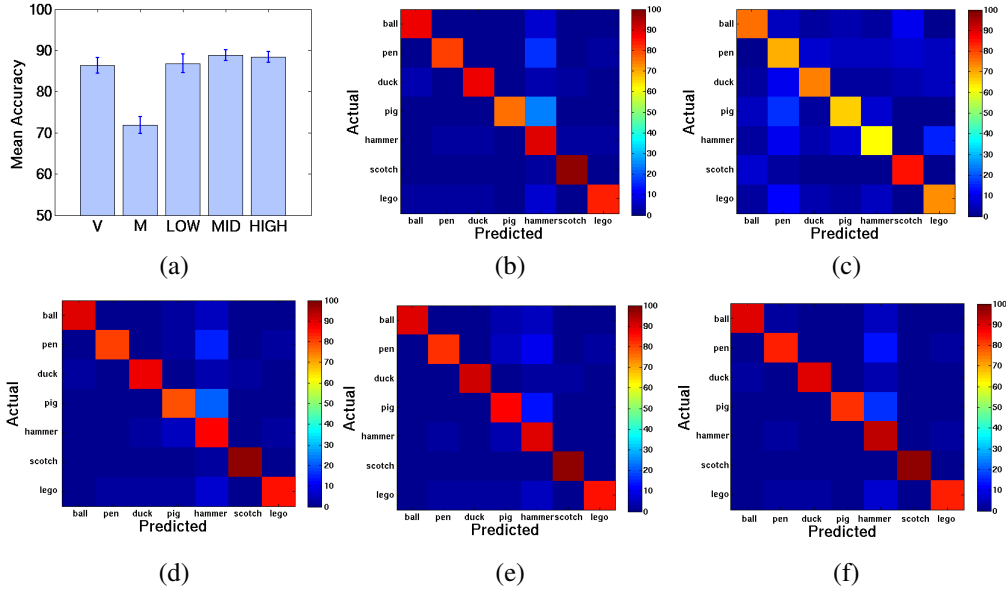 100
90
80
70
60
50
Mean Accuracy
V M LOW MID HIGH
(a)
ball
pen
duck
pig
hammer
scotch
lego
Actual
ball pen duck pig hammer scotch lego
Predicted
100
90
80
70
60
50
40
30
20
10
0
(b)
ball
pen
duck
pig
hammer
scotch
lego
Actual
ball pen duck pig hammer scotch lego
Predicted
100
90
80
70
60
50
40
30
20
10
0
(c)
ball
pen
duck
pig
hammer
scotch
lego
Actual
ball pen duck pig hammer scotch lego
Predicted
100
90
80
70
60
50
40
30
20
10
0
(d)
ball
pen
duck
pig
hammer
scotch
lego
Actual
ball pen duck pig hammer scotch lego
Predicted
100
90
80
70
60
50
40
30
20
10
0
(e)
ball
pen
duck
pig
hammer
scotch
lego
Actual
ball pen duck pig hammer scotch lego
Predicted
100
90
80
70
60
50
40
30
20
10
0
(f)